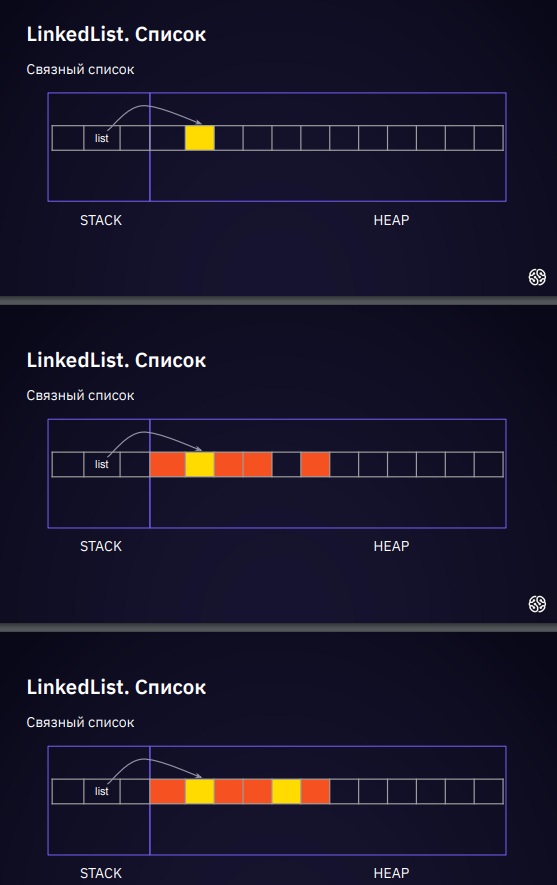 LinkedList. Список
Связный список
list
STACK
HEAP
LinkedList. Список
Связный список
list
STACK
HEAP
LinkedList. Список
Связный список
list
STACK
HEAP